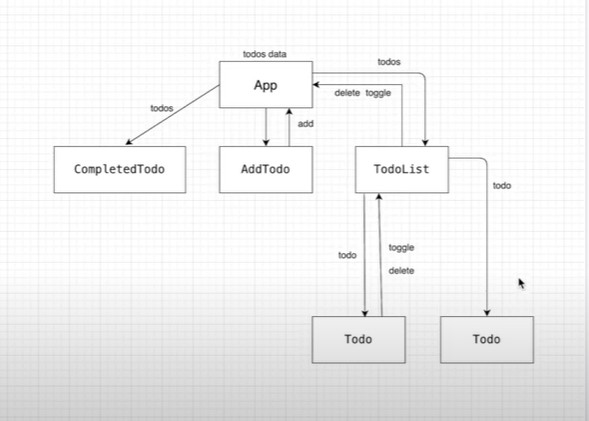 todos data
App
todos
delete toggle
todos
add
CompletedTodo
AddTodo
TodoList
todo
toggle
todo
delete
Todo
Todo